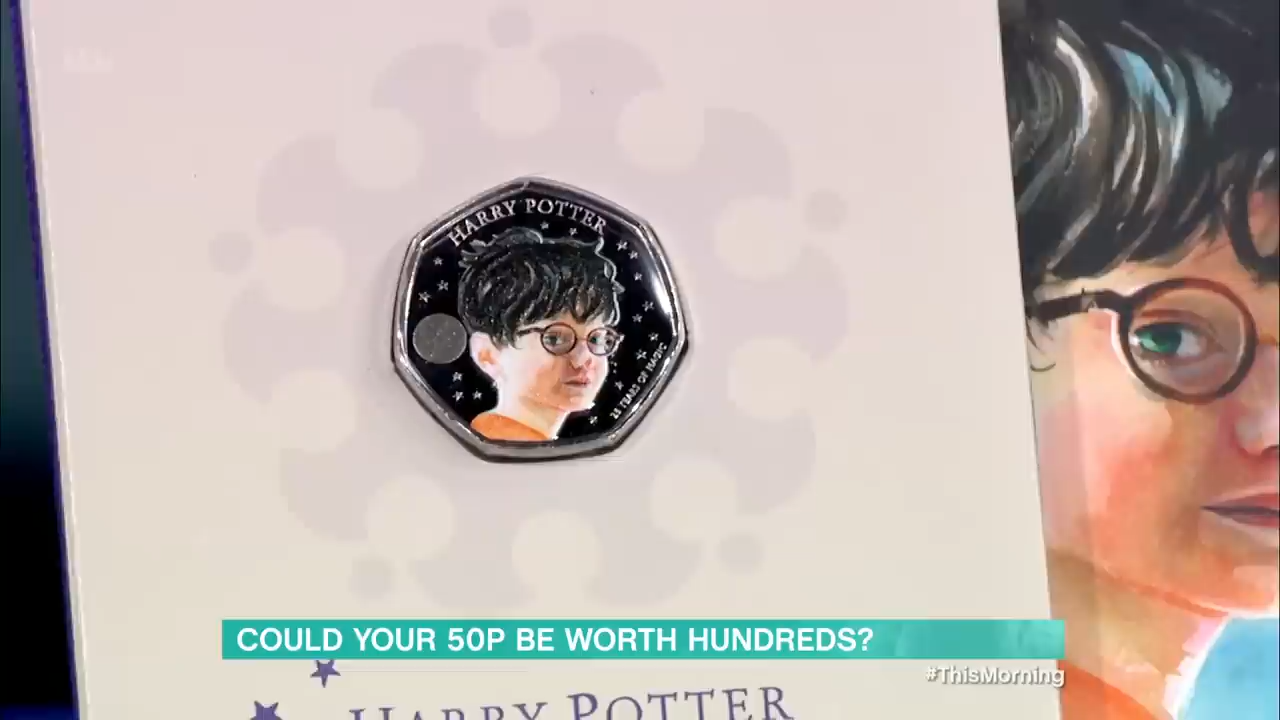 HARRY POTTER
25 YEARS OF MAGIC
COULD YOUR 50P BE WORTH HUNDREDS?
#ThisMorning
HARRY POTTER